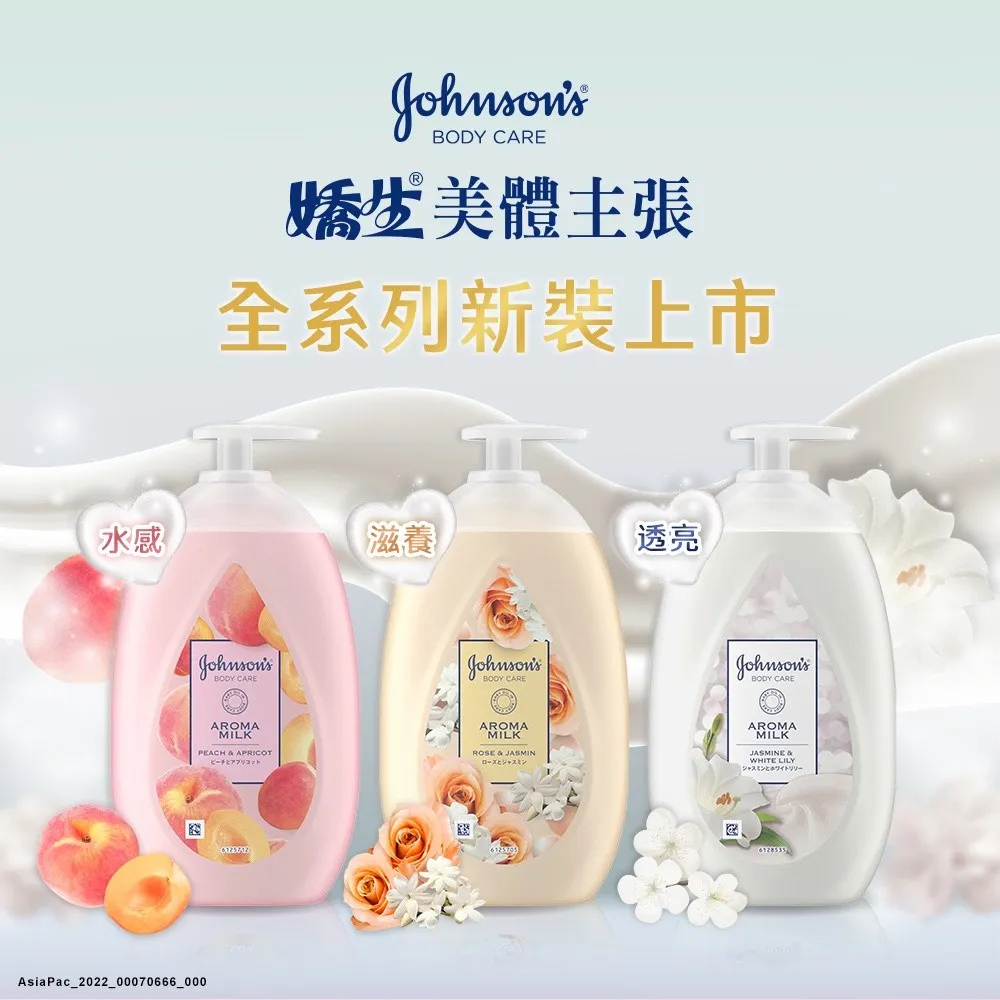 Johnson's®
BODY CARE
嬌生®美體主張
全系列新裝上市
水感
滋養
透亮
Johnson's
BODY CARE
AROMA
MILK
PEACH & APRICOT
ピーチとアプリコット
6125712
Johnson's
BODY CARE
AROMA
MILK
ROSE & JASMIN
ローズとジャスミン
6125705
Johnson's
BODY CARE
AROMA
MILK
JASMINE &
WHITE LILY
ジャスミンとホワイトリリー
6128535
AsiaPac_2022_00070666_000